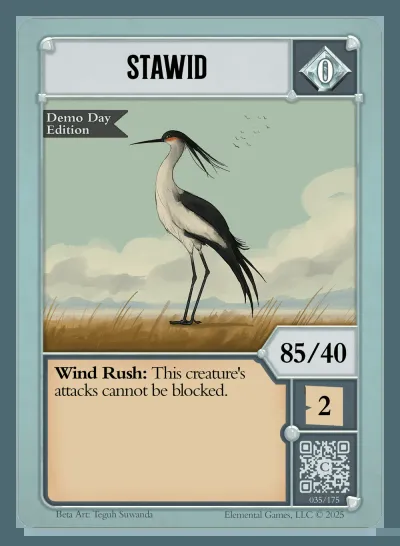 STAWID
0
Demo Day
Edition
85/40
Wind Rush: This creature's
attacks cannot be blocked.
2
C
035/175
Beta Art: Teguh Suwanda
Elemental Games, LLC © 2025